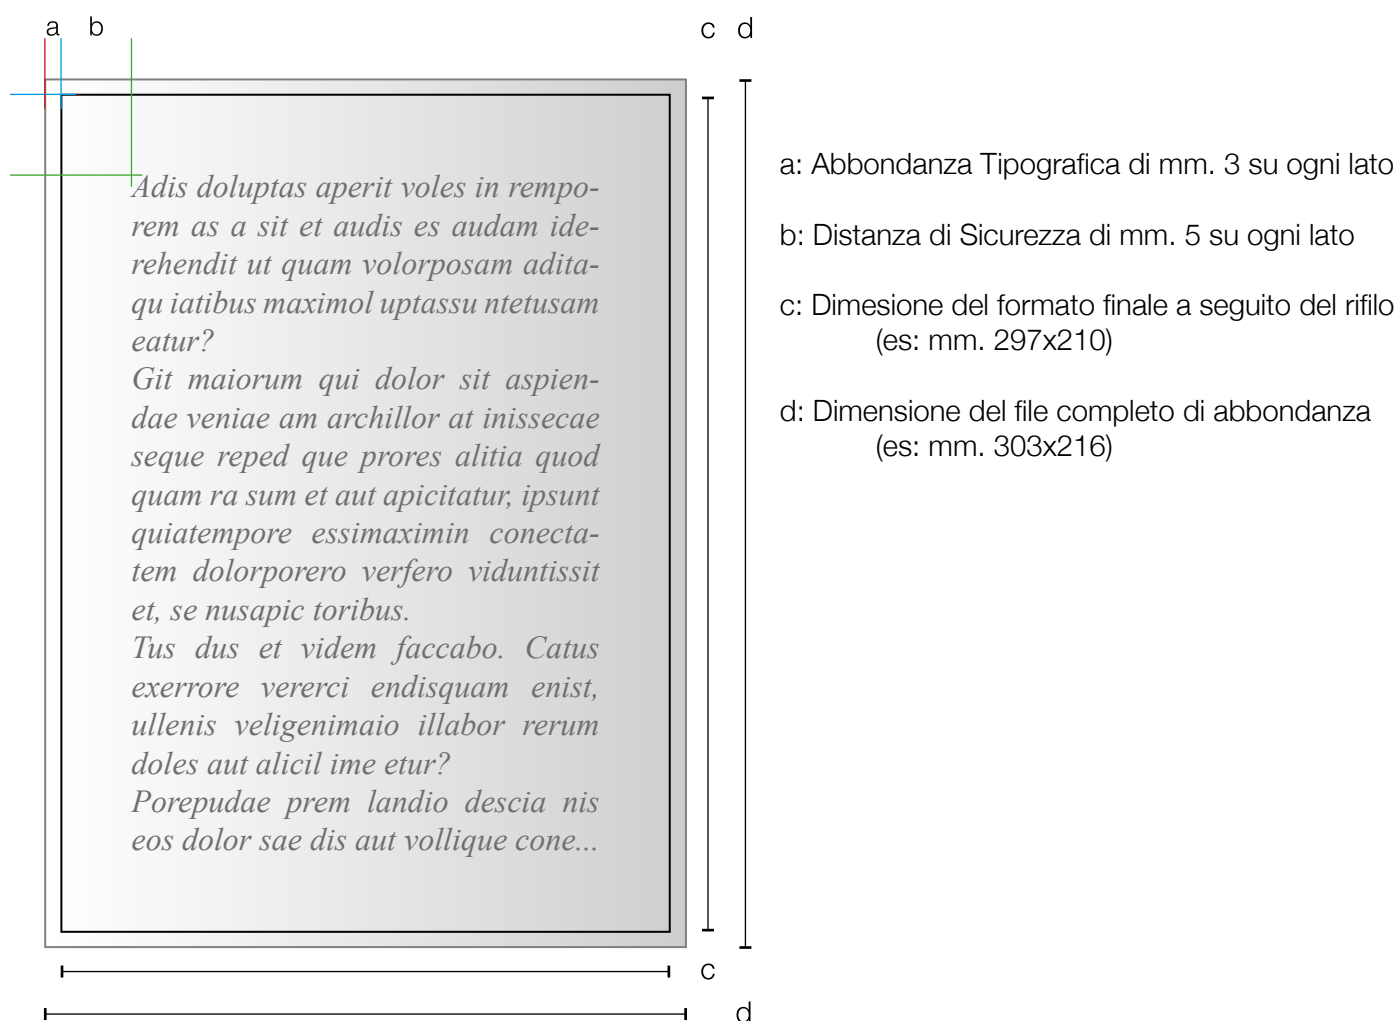 a b
c d
Adis doluptas aperit voles in rempo-
rem as a sit et audis es audam ide-
rehendit ut quam volorposam adita-
qu iatibus maximol uptassu ntetusam
eatur?
Git maiorum qui dolor sit aspien-
dae veniae am archillor at inissecae
seque reped que prores alitia quod
quam ra sum et aut apicitatur, ipsunt
quiatempore essimaximin conecta-
tem dolorporero verfero viduntissit
et, se nusapic toribus.
Tus dus et videm faccabo. Catus
exerrore vererci endisquam enist,
ullenis veligenimaio illabor rerum
doles aut alicil ime etur?
Porepudae prem landio descia nis
eos dolor sae dis aut vollique cone...
c
d
a: Abbondanza Tipografica di mm. 3 su ogni lato
b: Distanza di Sicurezza di mm. 5 su ogni lato
c: Dimesione del formato finale a seguito del rifilo
(es: mm. 297x210)
d: Dimensione del file completo di abbondanza
(es: mm. 303x216)